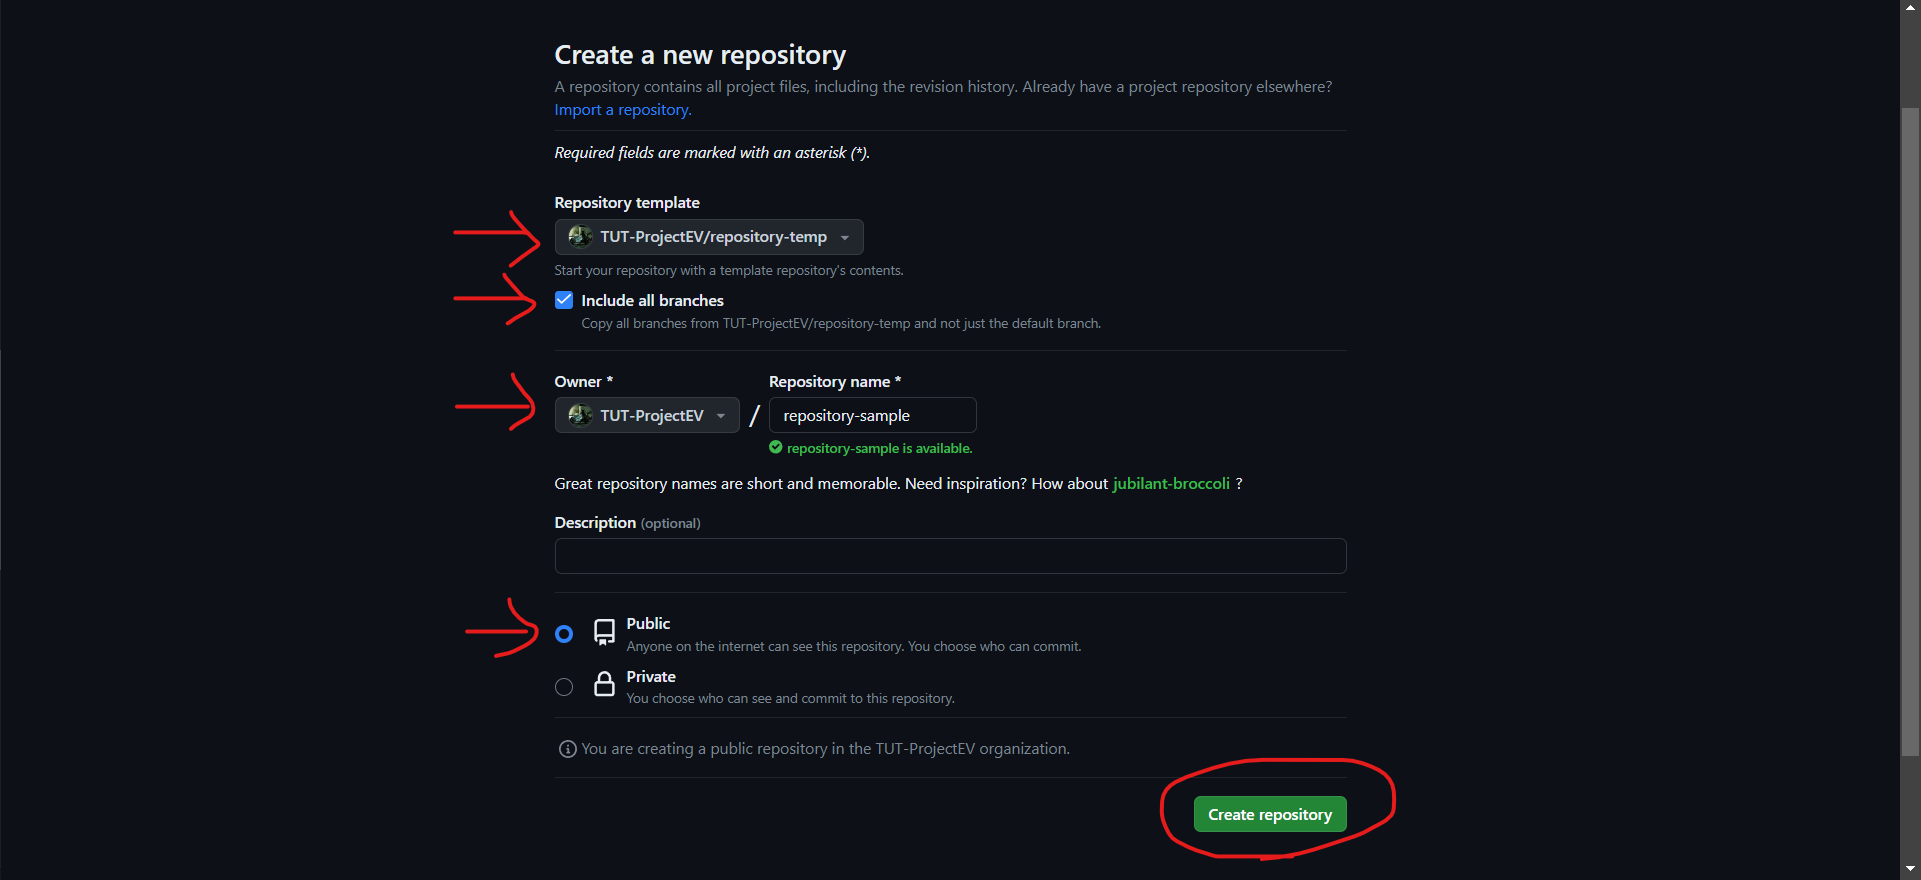 Create a new repository
A repository contains all project files, including the revision history. Already have a project repository elsewhere?
Import a repository.
Required fields are marked with an asterisk (*).
Repository template
TUT-ProjectEV/repository-temp
Start your repository with a template repository's contents.
Include all branches
Copy all branches from TUT-ProjectEV/repository-temp and not just the default branch.
Owner * Repository name *
TUT-ProjectEV / repository-sample
repository-sample is available.
Great repository names are short and memorable. Need inspiration? How about jubilant-broccoli ?
Description (optional)
Public
Anyone on the internet can see this repository. You choose who can commit.
Private
You choose who can see and commit to this repository.
You are creating a public repository in the TUT-ProjectEV organization.
Create repository